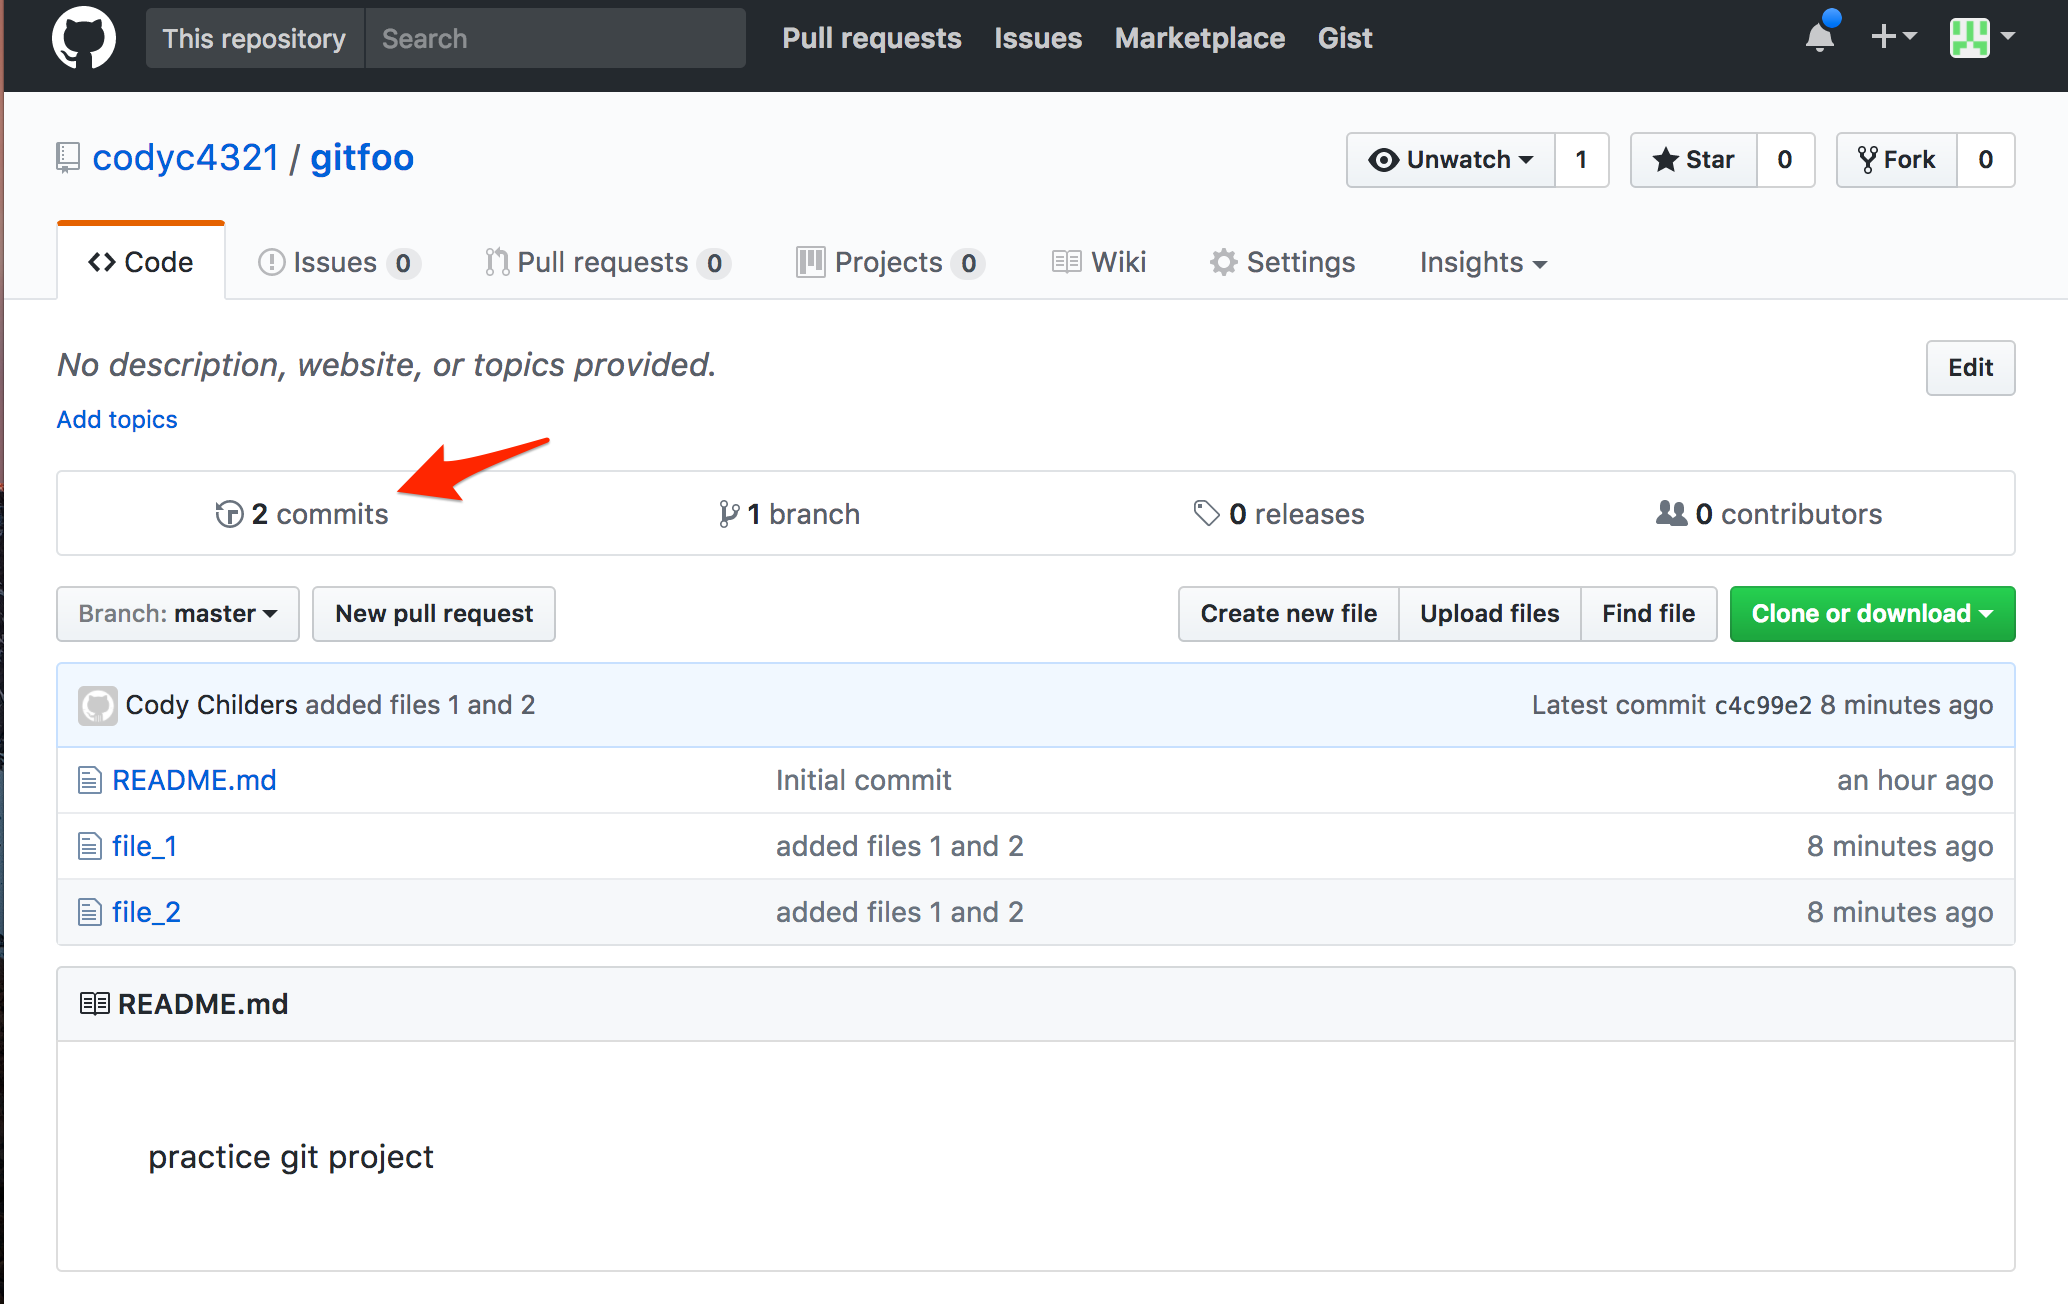 This repository Search Pull requests Issues Marketplace Gist
codyc4321 / gitfoo Unwatch 1 Star 0 Fork 0
Code Issues 0 Pull requests 0 Projects 0 Wiki Settings Insights
No description, website, or topics provided. Edit
Add topics
2 commits 1 branch 0 releases 0 contributors
Branch: master New pull request Create new file Upload files Find file Clone or download
Cody Childers added files 1 and 2 Latest commit c4c99e2 8 minutes ago
README.md Initial commit an hour ago
file_1 added files 1 and 2 8 minutes ago
file_2 added files 1 and 2 8 minutes ago
README.md
practice git project